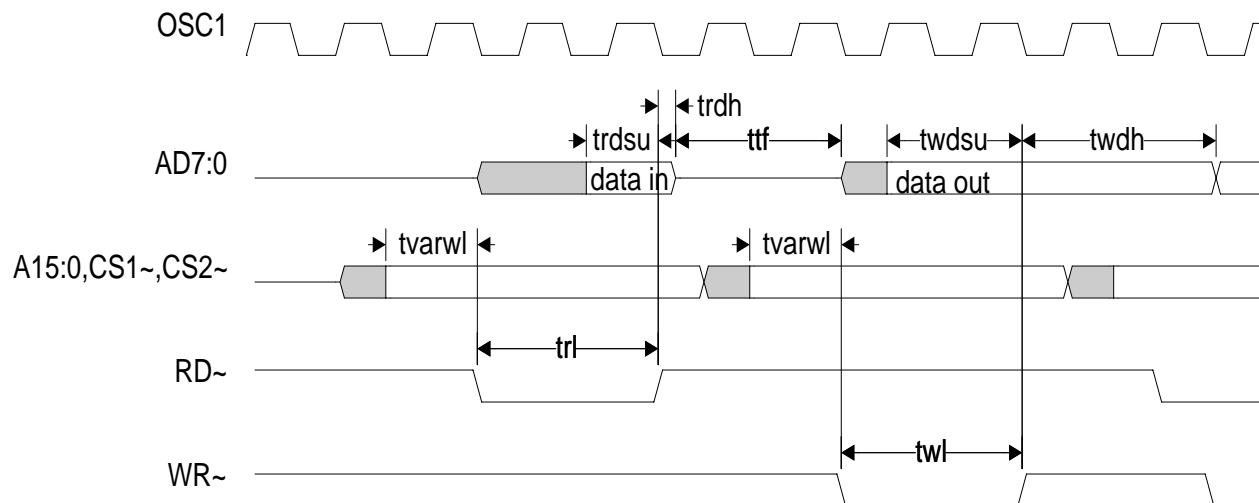 OSC1
trdh
trdsu ttf twdsu twdh
AD7:0
data in data out
tvarwl tvarwl
A15:0,CS1~,CS2~
trl
RD~
twl
WR~